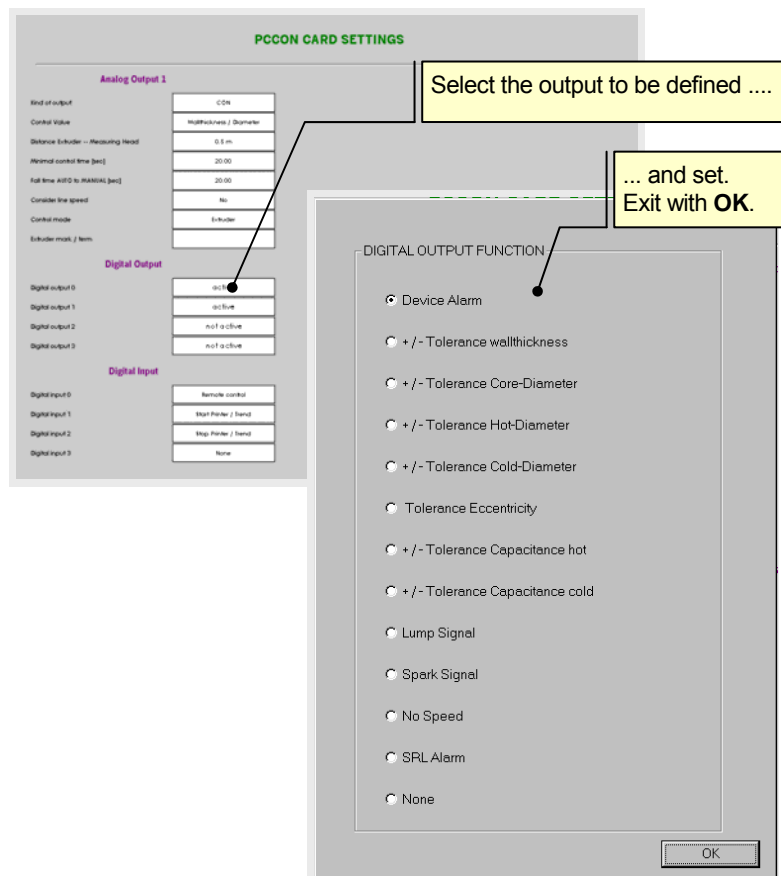 PCCON CARD SETTINGS
Analog Output 1
Select the output to be defined ....
Kind of output CON
Control Value Wallthickness / Diameter
Distance Extruder -- Measuring Head 0.5 m
Minimal control time [sec] 20.00
Fall time AUTO to MANUAL [sec] 20.00
Consider line speed No
Control mode Extruder
Extruder mark. / term
... and set.
Exit with OK.
Digital Output
Digital output 0
Digital output 1 active
Digital output 2 not active
Digital output 3 not active
Digital Input
Digital input 0 Remote control
Digital input 1 Start Printer / Trend
Digital input 2 Stop Printer / Trend
Digital input 3 None
DIGITAL OUTPUT FUNCTION
Device Alarm
+ / - Tolerance wallthickness
+ / - Tolerance Core-Diameter
+ / - Tolerance Hot-Diameter
+ / - Tolerance Cold-Diameter
Tolerance Eccentricity
+ / - Tolerance Capacitance hot
+ / - Tolerance Capacitance cold
Lump Signal
Spark Signal
No Speed
SRL Alarm
None
OK